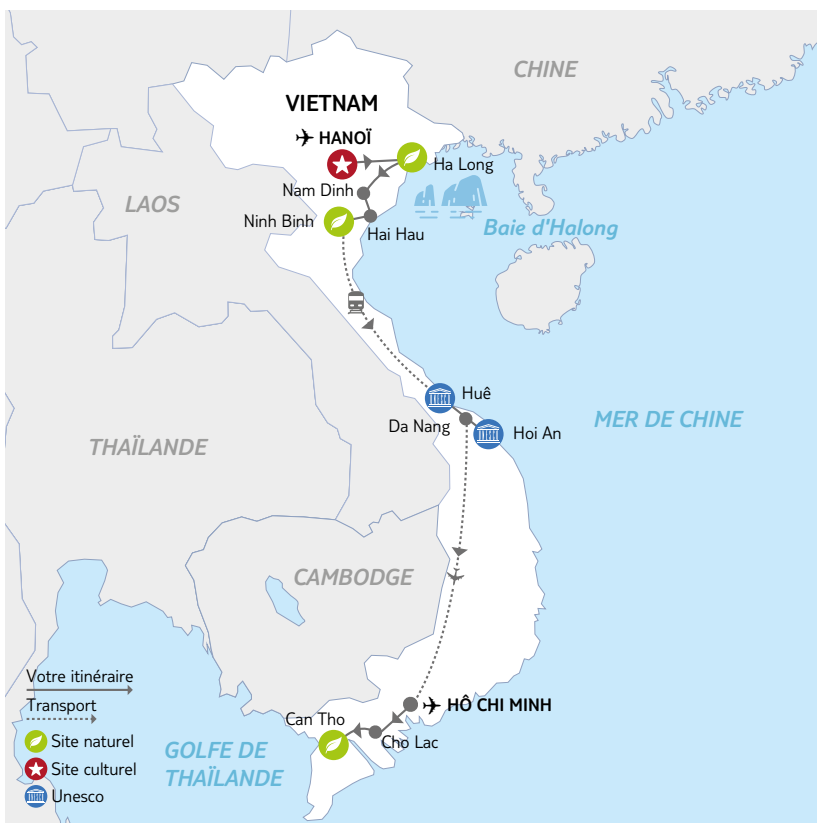 CHINE
VIETNAM
HANOÏ
Ha Long
Nam Dinh
LAOS
Ninh Binh
Hai Hau
Baie d'Halong
Huê
Da Nang
Hoi An
MER DE CHINE
THAÏLANDE
CAMBODGE
Votre itinéraire
Transport
Site naturel
Site culturel
Unesco
HÔ CHI MINH
Can Tho
Cho Lac
GOLFE DE
THAÏLANDE